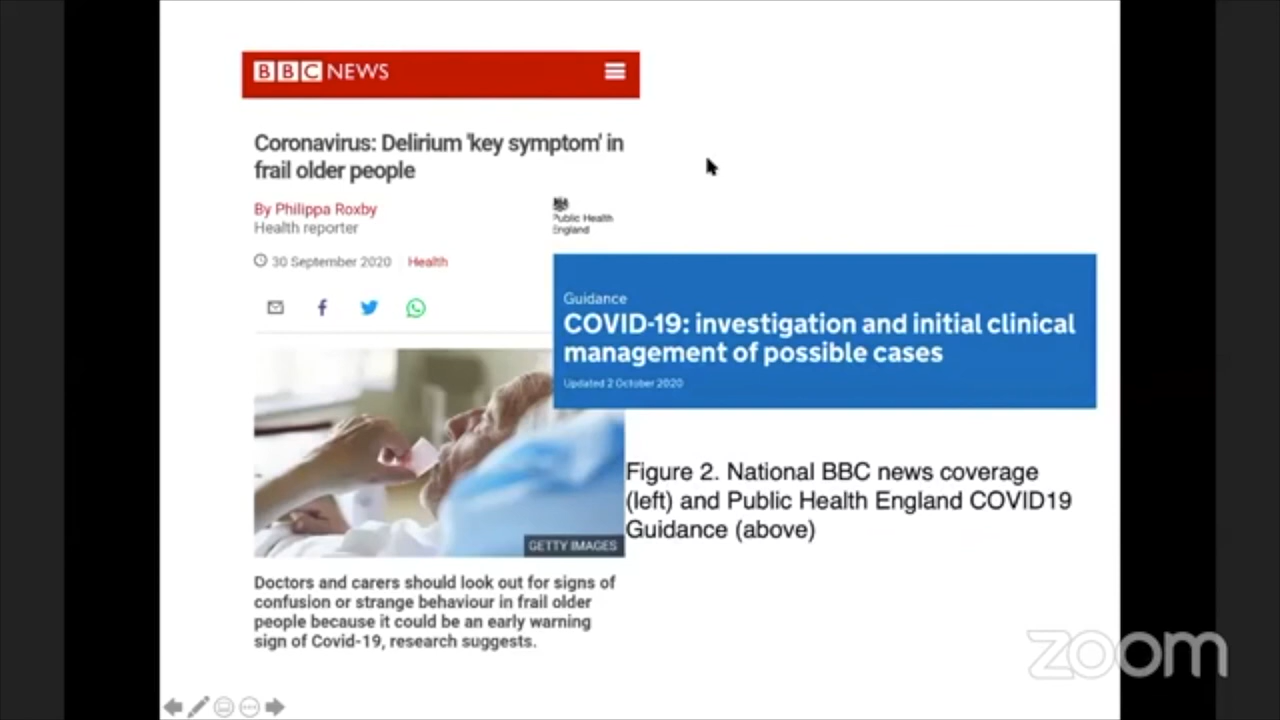 BBC NEWS
Coronavirus: Delirium 'key symptom' in
frail older people
By Philippa Roxby
Health reporter
30 September 2020 Health
GETTY IMAGES
Doctors and carers should look out for signs of
confusion or strange behaviour in frail older
people because it could be an early warning
sign of Covid-19, research suggests.
Public Health
England
Guidance
COVID-19: investigation and initial clinical
management of possible cases
Updated 2 October 2020
Figure 2. National BBC news coverage
(left) and Public Health England COVID19
Guidance (above)
zoom